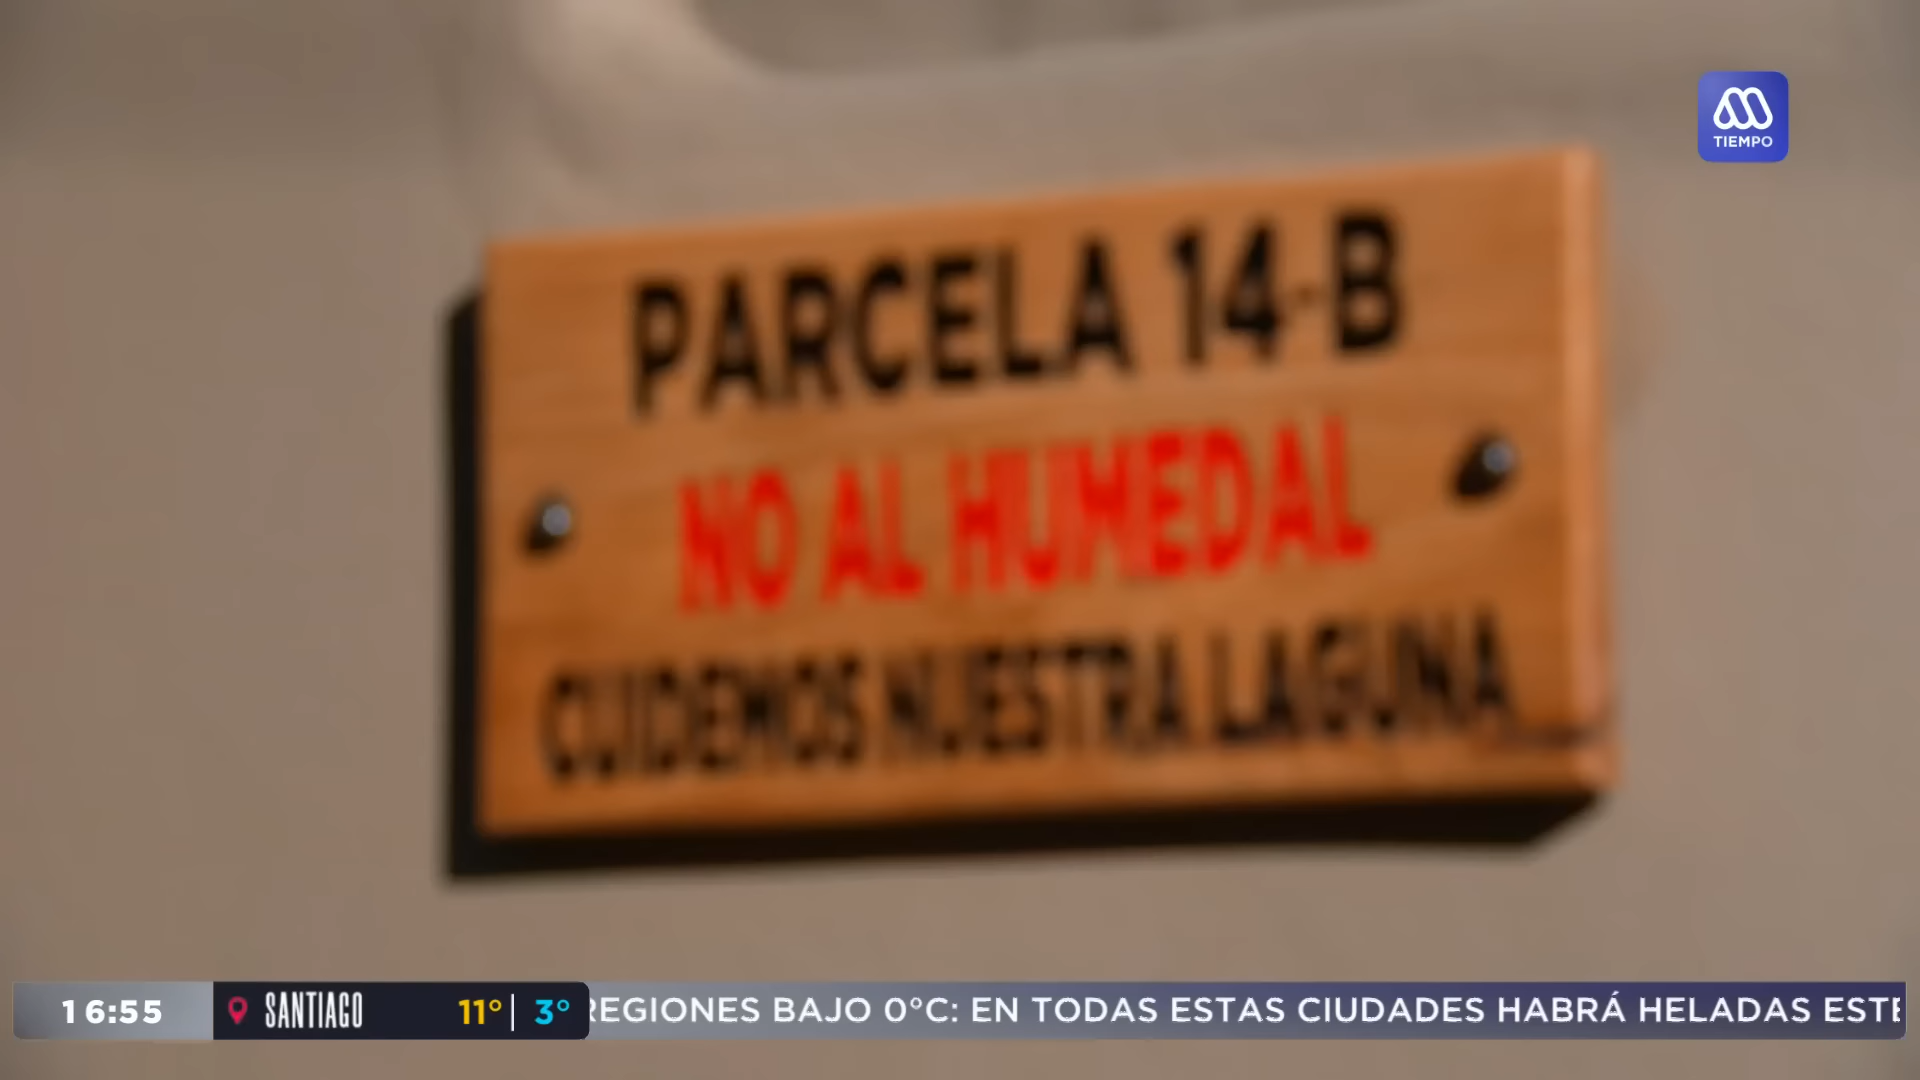 TIEMPO
PARCELA 14-B
NO AL HUMEDAL
CUIDEMOS NUESTRA LAGUNA
16:55 SANTIAGO 11° 3° REGIONES BAJO 0°C: EN TODAS ESTAS CIUDADES HABRÁ HELADAS ESTE